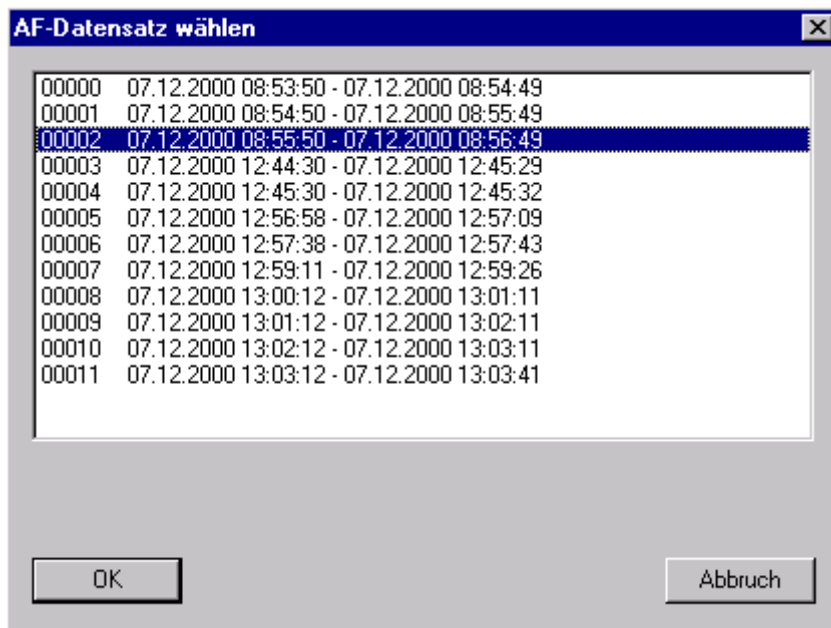 AF-Datensatz wählen
00000 07.12.2000 08:53:50 - 07.12.2000 08:54:49
00001 07.12.2000 08:54:50 - 07.12.2000 08:55:49
00002 07.12.2000 08:55:50 - 07.12.2000 08:56:49
00003 07.12.2000 12:44:30 - 07.12.2000 12:45:29
00004 07.12.2000 12:45:30 - 07.12.2000 12:45:32
00005 07.12.2000 12:56:58 - 07.12.2000 12:57:09
00006 07.12.2000 12:57:38 - 07.12.2000 12:57:43
00007 07.12.2000 12:59:11 - 07.12.2000 12:59:26
00008 07.12.2000 13:00:12 - 07.12.2000 13:01:11
00009 07.12.2000 13:01:12 - 07.12.2000 13:02:11
00010 07.12.2000 13:02:12 - 07.12.2000 13:03:11
00011 07.12.2000 13:03:12 - 07.12.2000 13:03:41
OK Abbruch